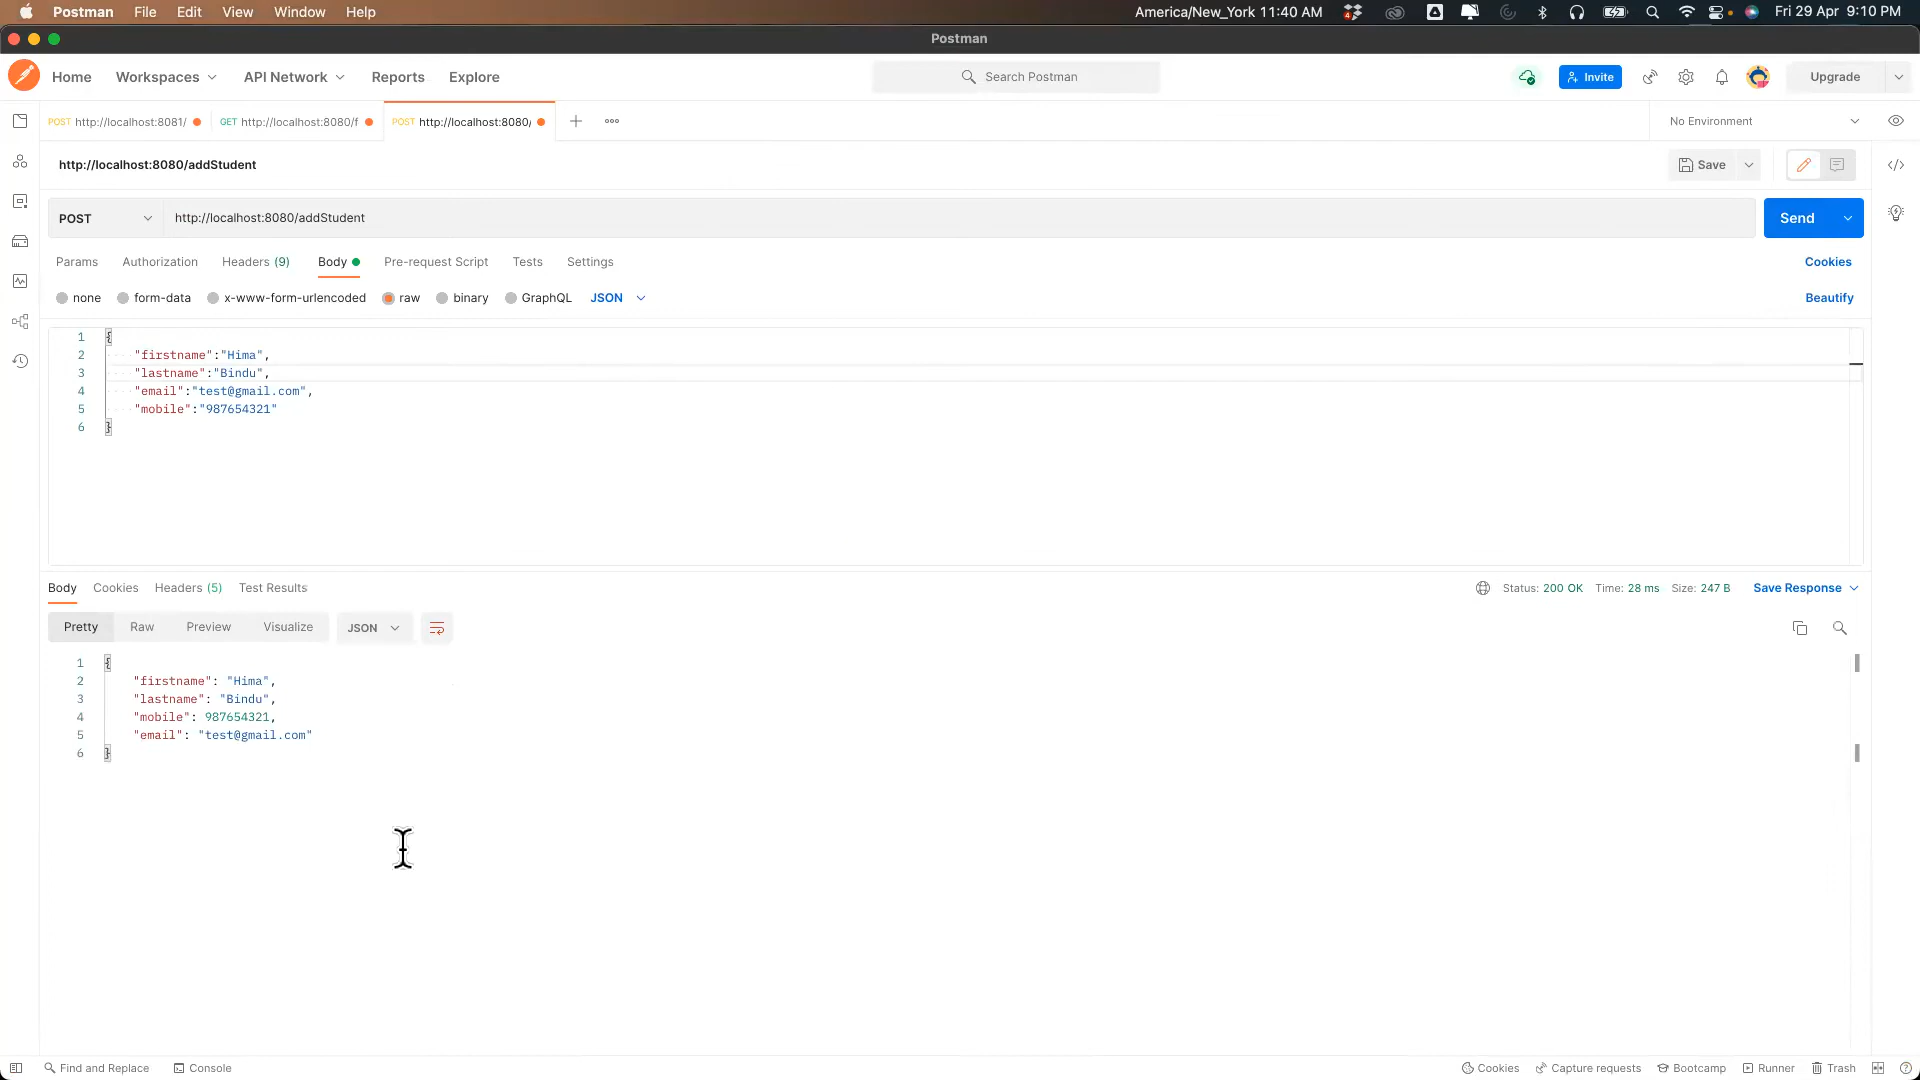 Postman File Edit View Window Help America/New_York 11:40 AM 4 Fri 29 Apr 9:10 PM
Postman
Home Workspaces API Network Reports Explore Search Postman Invite Upgrade
POST http://localhost:8081/ GET http://localhost:8080/f POST http://localhost:8080/ No Environment
http://localhost:8080/addStudent Save
POST http://localhost:8080/addStudent Send
Params Authorization Headers (9) Body Pre-request Script Tests Settings Cookies
none form-data x-www-form-urlencoded raw binary GraphQL JSON Beautify
1 {
2 "firstname":"Hima",
3 "lastname":"Bindu",
4 "email":"test@gmail.com",
5 "mobile":"987654321"
6 }
Body Cookies Headers (5) Test Results Status: 200 OK Time: 28 ms Size: 247 B Save Response
Pretty Raw Preview Visualize JSON
1 {
2 "firstname": "Hima",
3 "lastname": "Bindu",
4 "mobile": 987654321,
5 "email": "test@gmail.com"
6 }
Find and Replace Console Cookies Capture requests Bootcamp Runner Trash